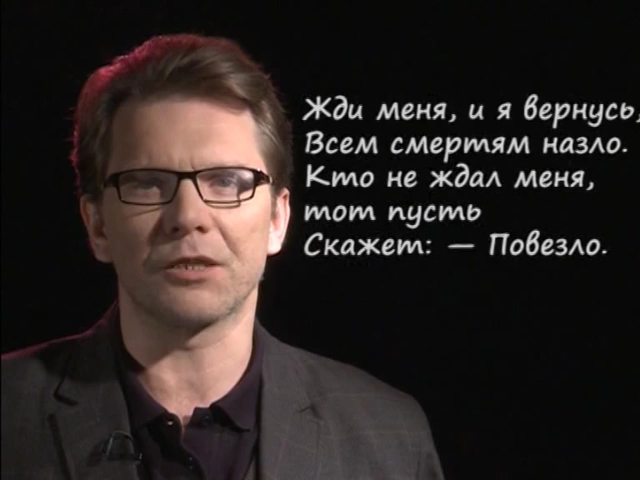 Жди меня, и я вернусь,
Всем смертям назло.
Кто не ждал меня,
тот пусть
Скажет: — Повезло.